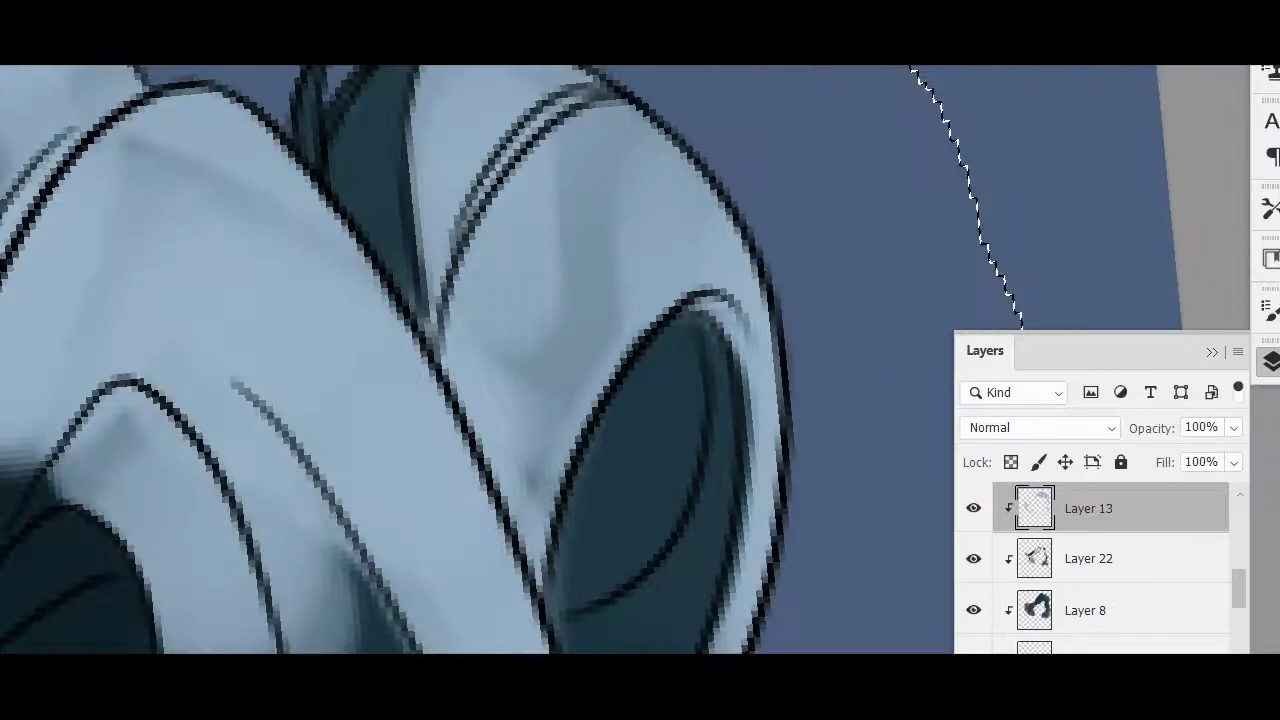 Layers
Kind
Normal
Opacity: 100%
Lock:
Fill: 100%
Layer 13
Layer 22
Layer 8